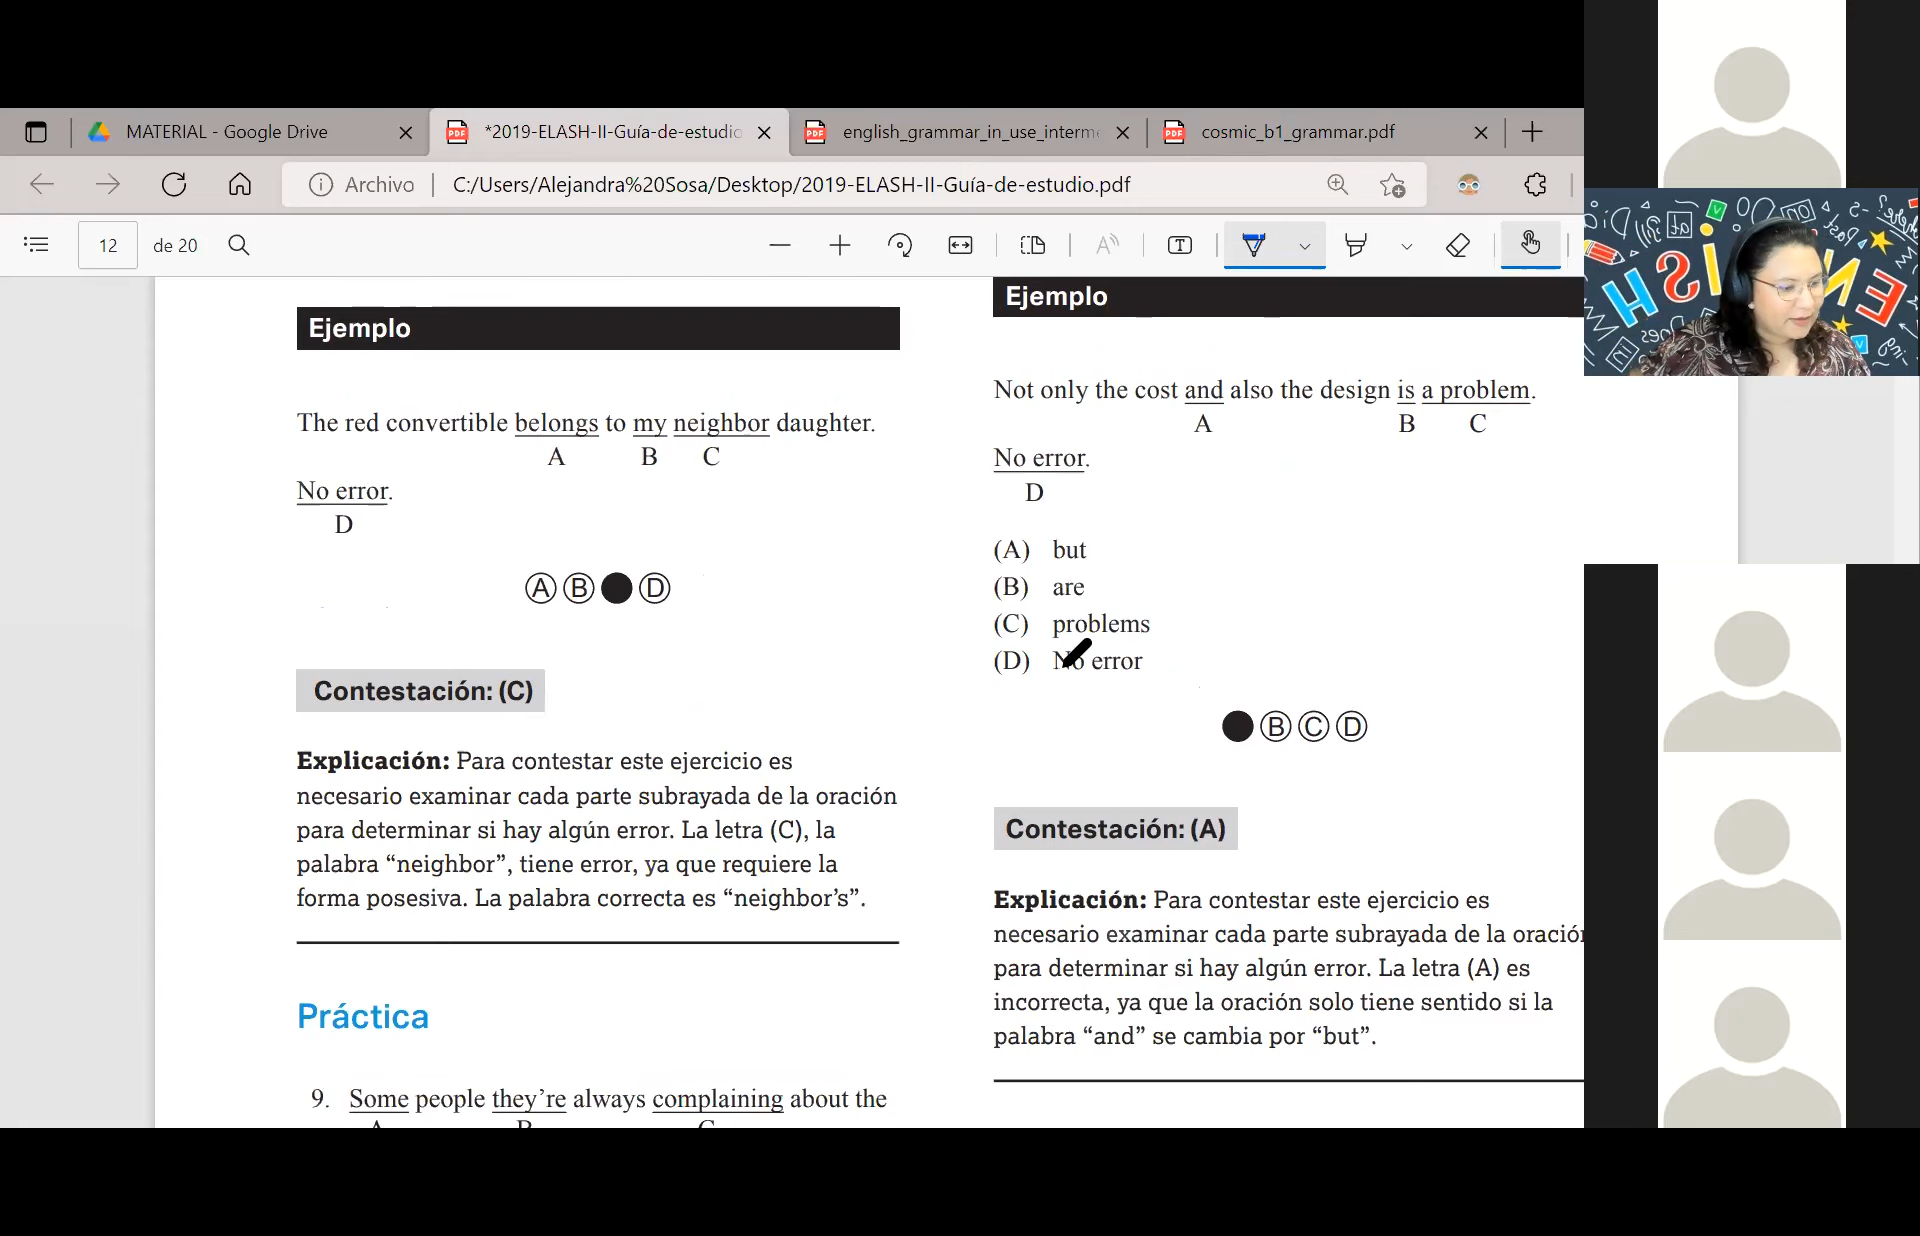 MATERIAL - Google Drive
*2019-ELASH-II-Guía-de-estudio
english_grammar_in_use_interme
cosmic_b1_grammar.pdf
Archivo
C:/Users/Alejandra%20Sosa/Desktop/2019-ELASH-II-Guía-de-estudio.pdf
12 de 20
Ejemplo
The red convertible belongs to my neighbor daughter.
A B C
No error.
D
A B D
Contestación: (C)
Explicación: Para contestar este ejercicio es
necesario examinar cada parte subrayada de la oración
para determinar si hay algún error. La letra (C), la
palabra “neighbor”, tiene error, ya que requiere la
forma posesiva. La palabra correcta es “neighbor’s”.
Práctica
9. Some people they’re always complaining about the
A B C
Ejemplo
Not only the cost and also the design is a problem.
A B C
No error.
D
(A) but
(B) are
(C) problems
(D) No error
B C D
Contestación: (A)
Explicación: Para contestar este ejercicio es
necesario examinar cada parte subrayada de la oración
para determinar si hay algún error. La letra (A) es
incorrecta, ya que la oración solo tiene sentido si la
palabra “and” se cambia por “but”.